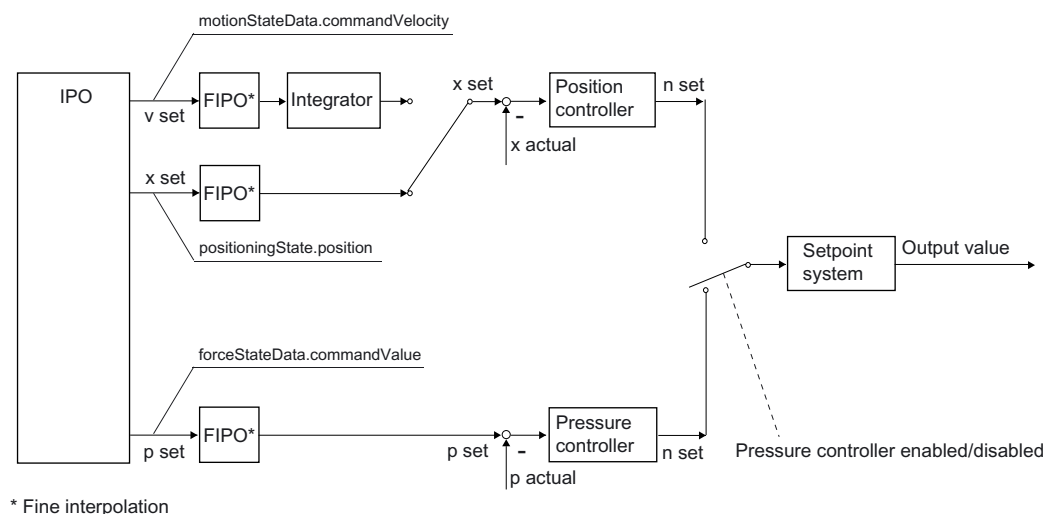 motionStateData.commandVelocity
IPO
v set
FIPO*
Integrator
x set
-
x actual
Position
controller
n set
x set
FIPO*
positioningState.position
Setpoint
system
Output value
forceStateData.commandValue
p set
FIPO*
p set
-
p actual
Pressure
controller
n set
Pressure controller enabled/disabled
* Fine interpolation